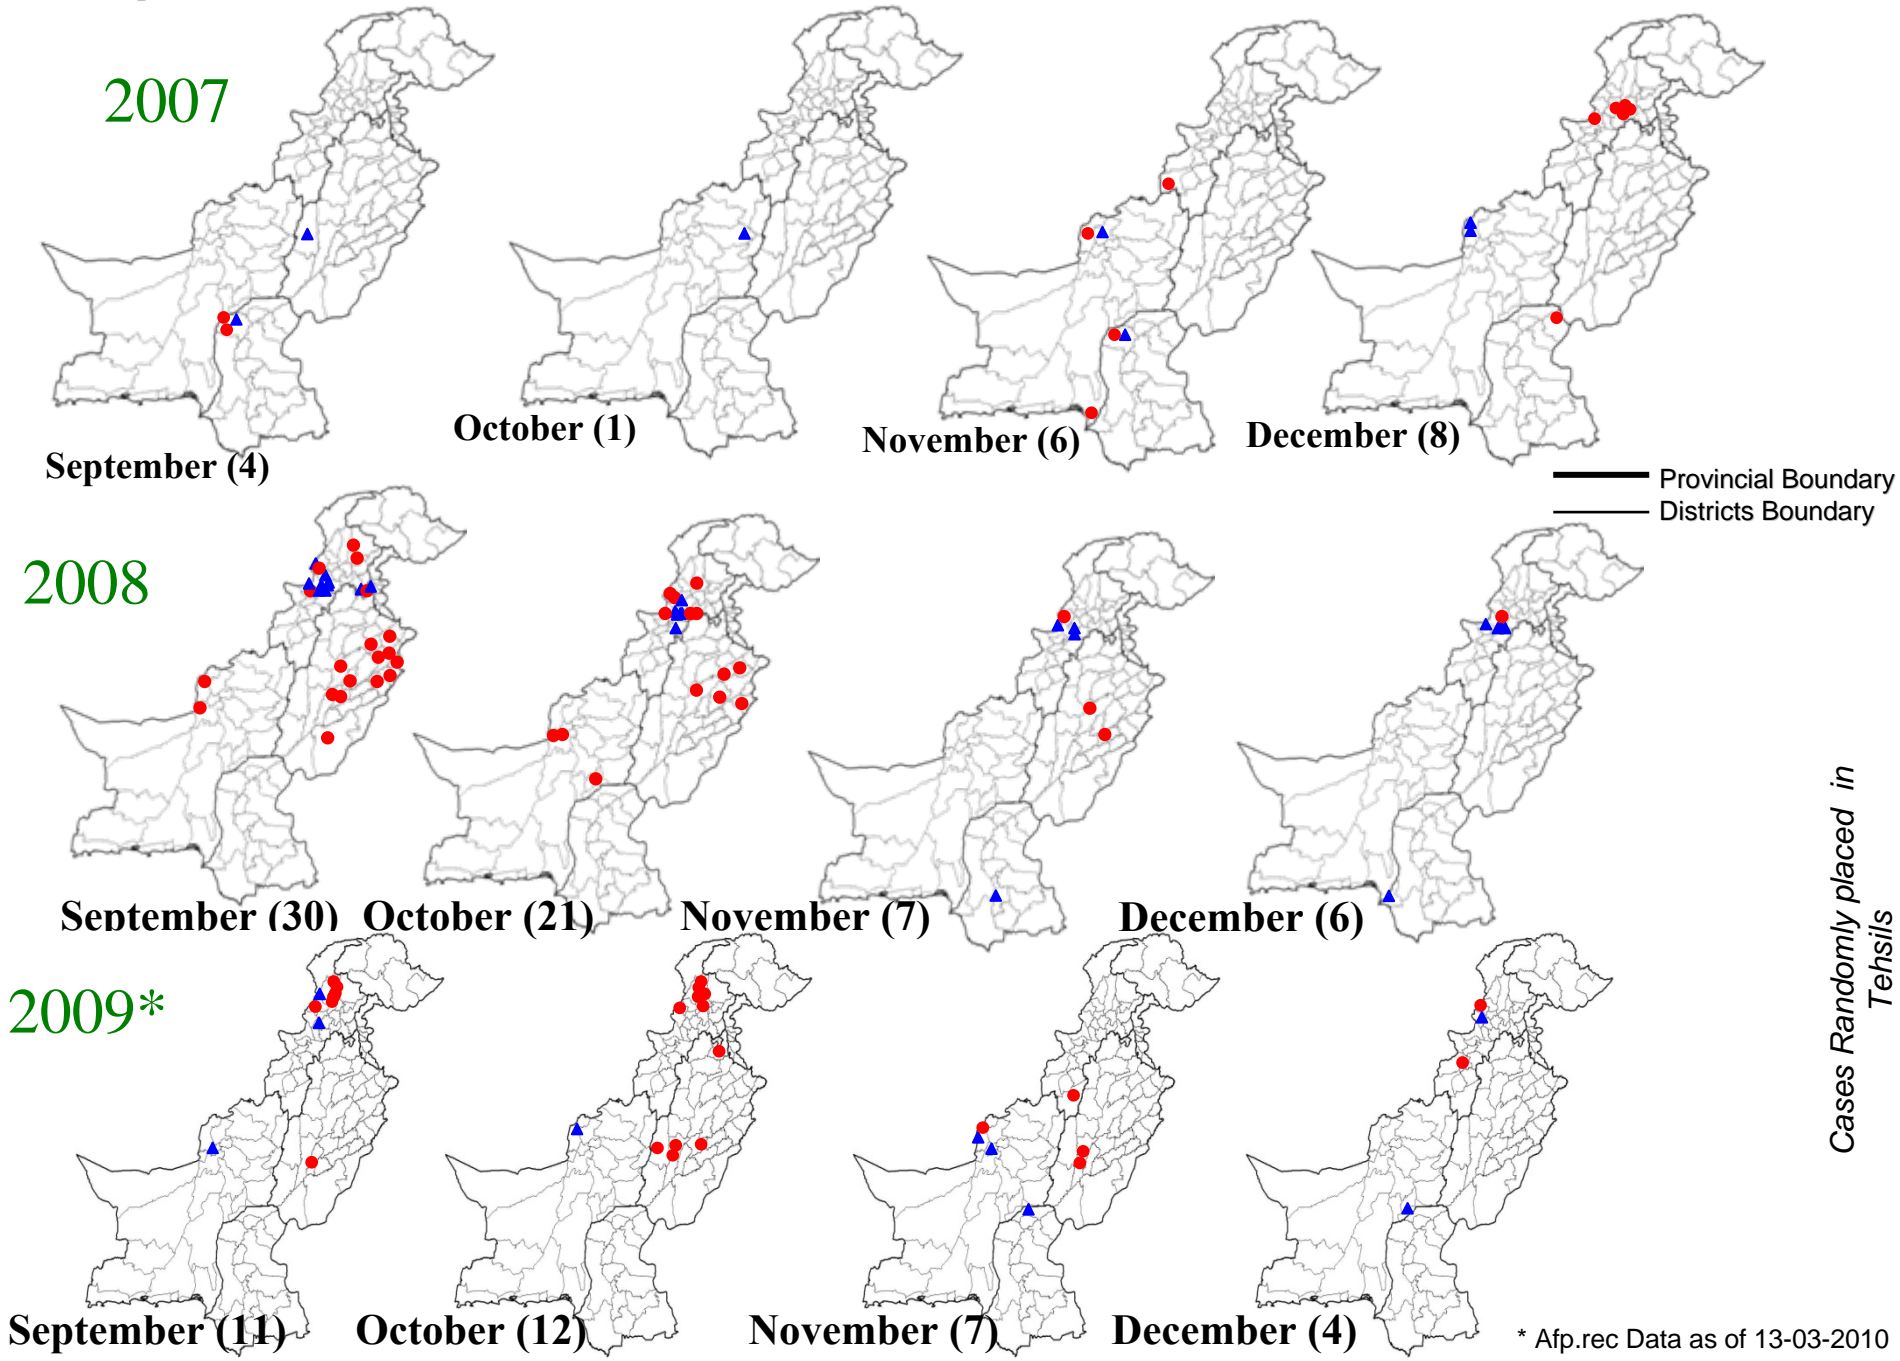 2007
September (4)
October (1)
November (6)
December (8)
Provincial Boundary
Districts Boundary
2008
September (30)
October (21)
November (7)
December (6)
Cases Randomly placed in
Tehsils
2009*
September (11)
October (12)
November (7)
December (4)
* Afp.rec Data as of 13-03-2010